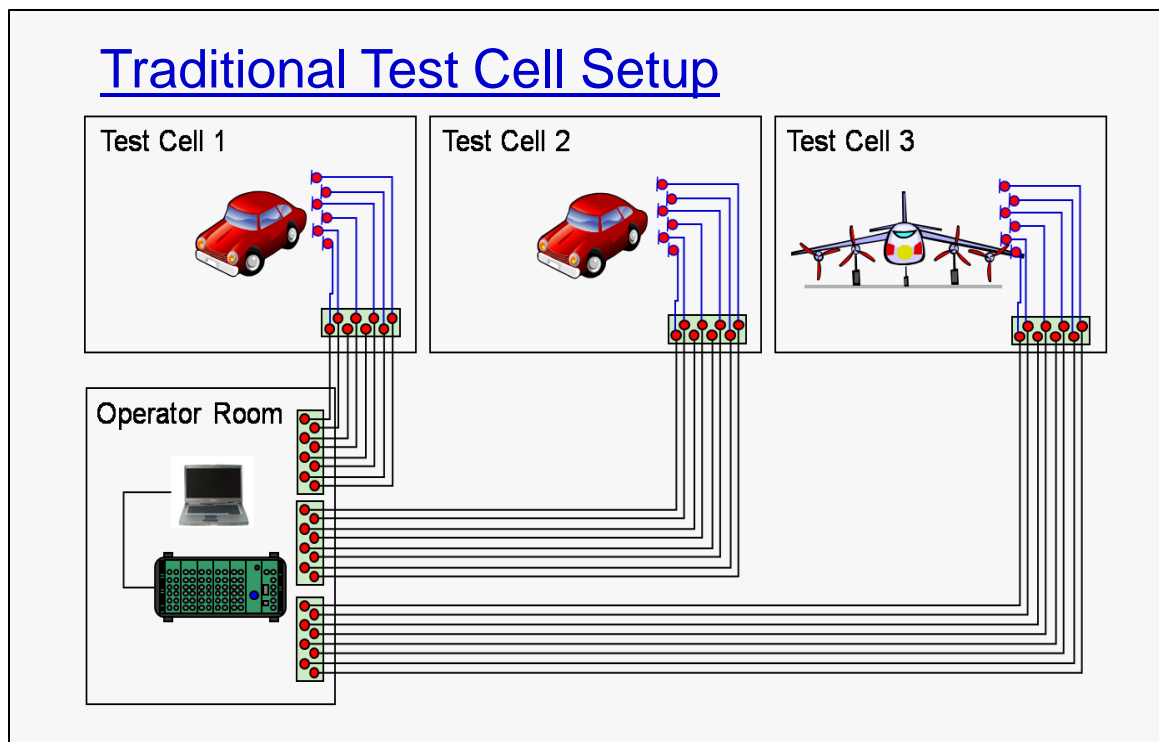 Traditional Test Cell Setup
Test Cell 1
Test Cell 2
Test Cell 3
Operator Room